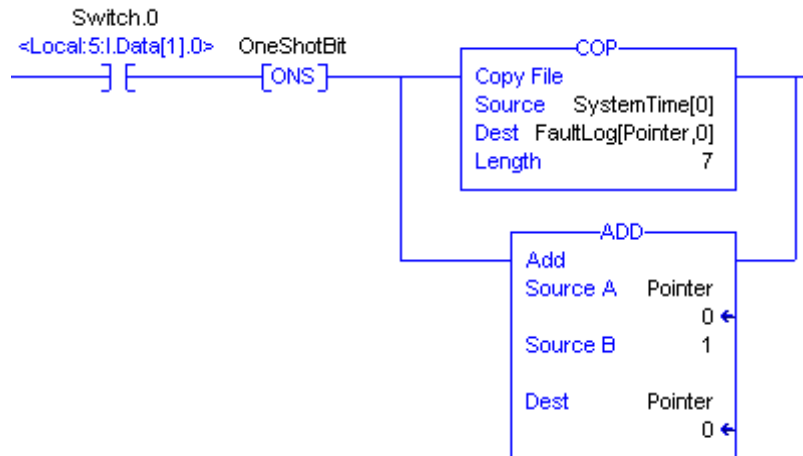 Switch.0
<Local:5:I.Data[1].0> OneShotBit
ONS
COP
Copy File
Source SystemTime[0]
Dest FaultLog[Pointer,0]
Length 7
ADD
Add
Source A Pointer
0
Source B 1
Dest Pointer
0